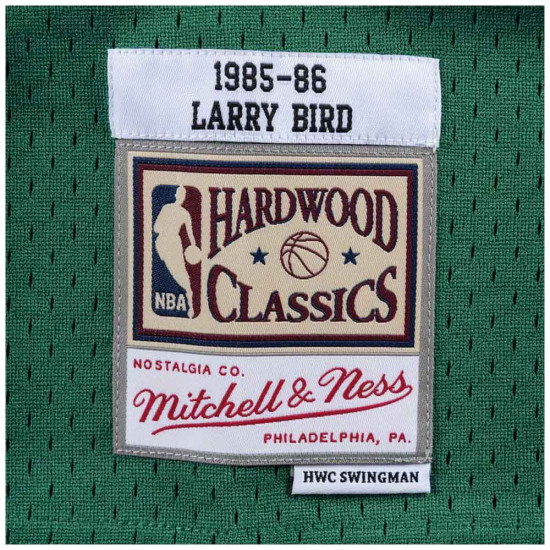 1985-86
LARRY BIRD
HARDWOOD
NBA
CLASSICS
NOSTALGIA CO.
Mitchell & Ness
PHILADELPHIA, PA.
HWC SWINGMAN